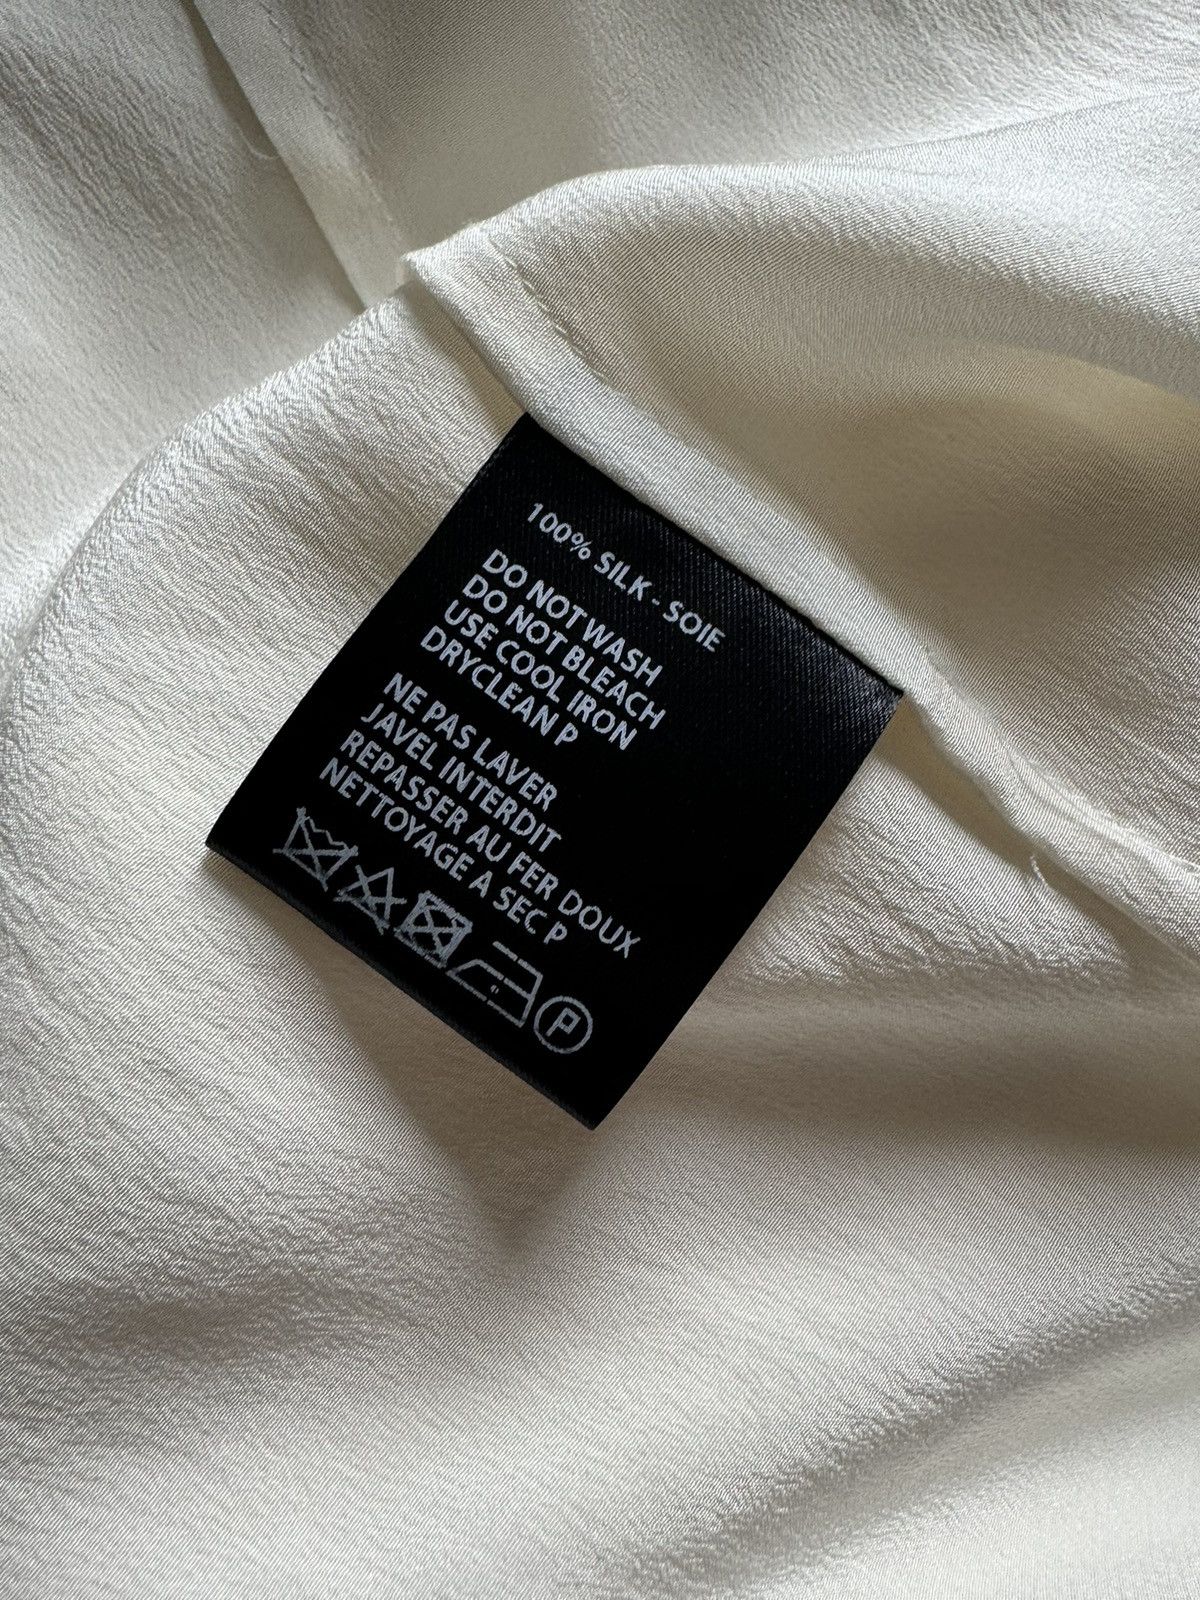 100% SILK - SOIE
DO NOT WASH
DO NOT BLEACH
USE COOL IRON
DRYCLEAN P
NE PAS LAVER
JAVEL INTERDIT
REPASSER AU FER DOUX
NETTOYAGE A SEC P
P